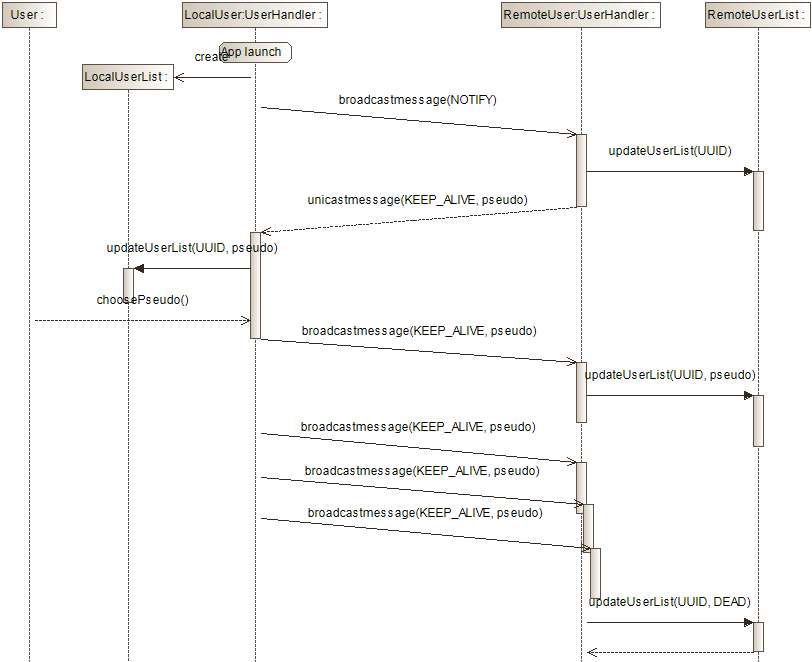 User :
LocalUser:UserHandler :
RemoteUser:UserHandler :
RemoteUserList :
App launch
create
LocalUserList :
broadcastmessage(NOTIFY)
updateUserList(UUID)
unicastmessage(KEEP_ALIVE, pseudo)
updateUserList(UUID, pseudo)
choosePseudo()
broadcastmessage(KEEP_ALIVE, pseudo)
updateUserList(UUID, pseudo)
broadcastmessage(KEEP_ALIVE, pseudo)
broadcastmessage(KEEP_ALIVE, pseudo)
broadcastmessage(KEEP_ALIVE, pseudo)
updateUserList(UUID, DEAD)